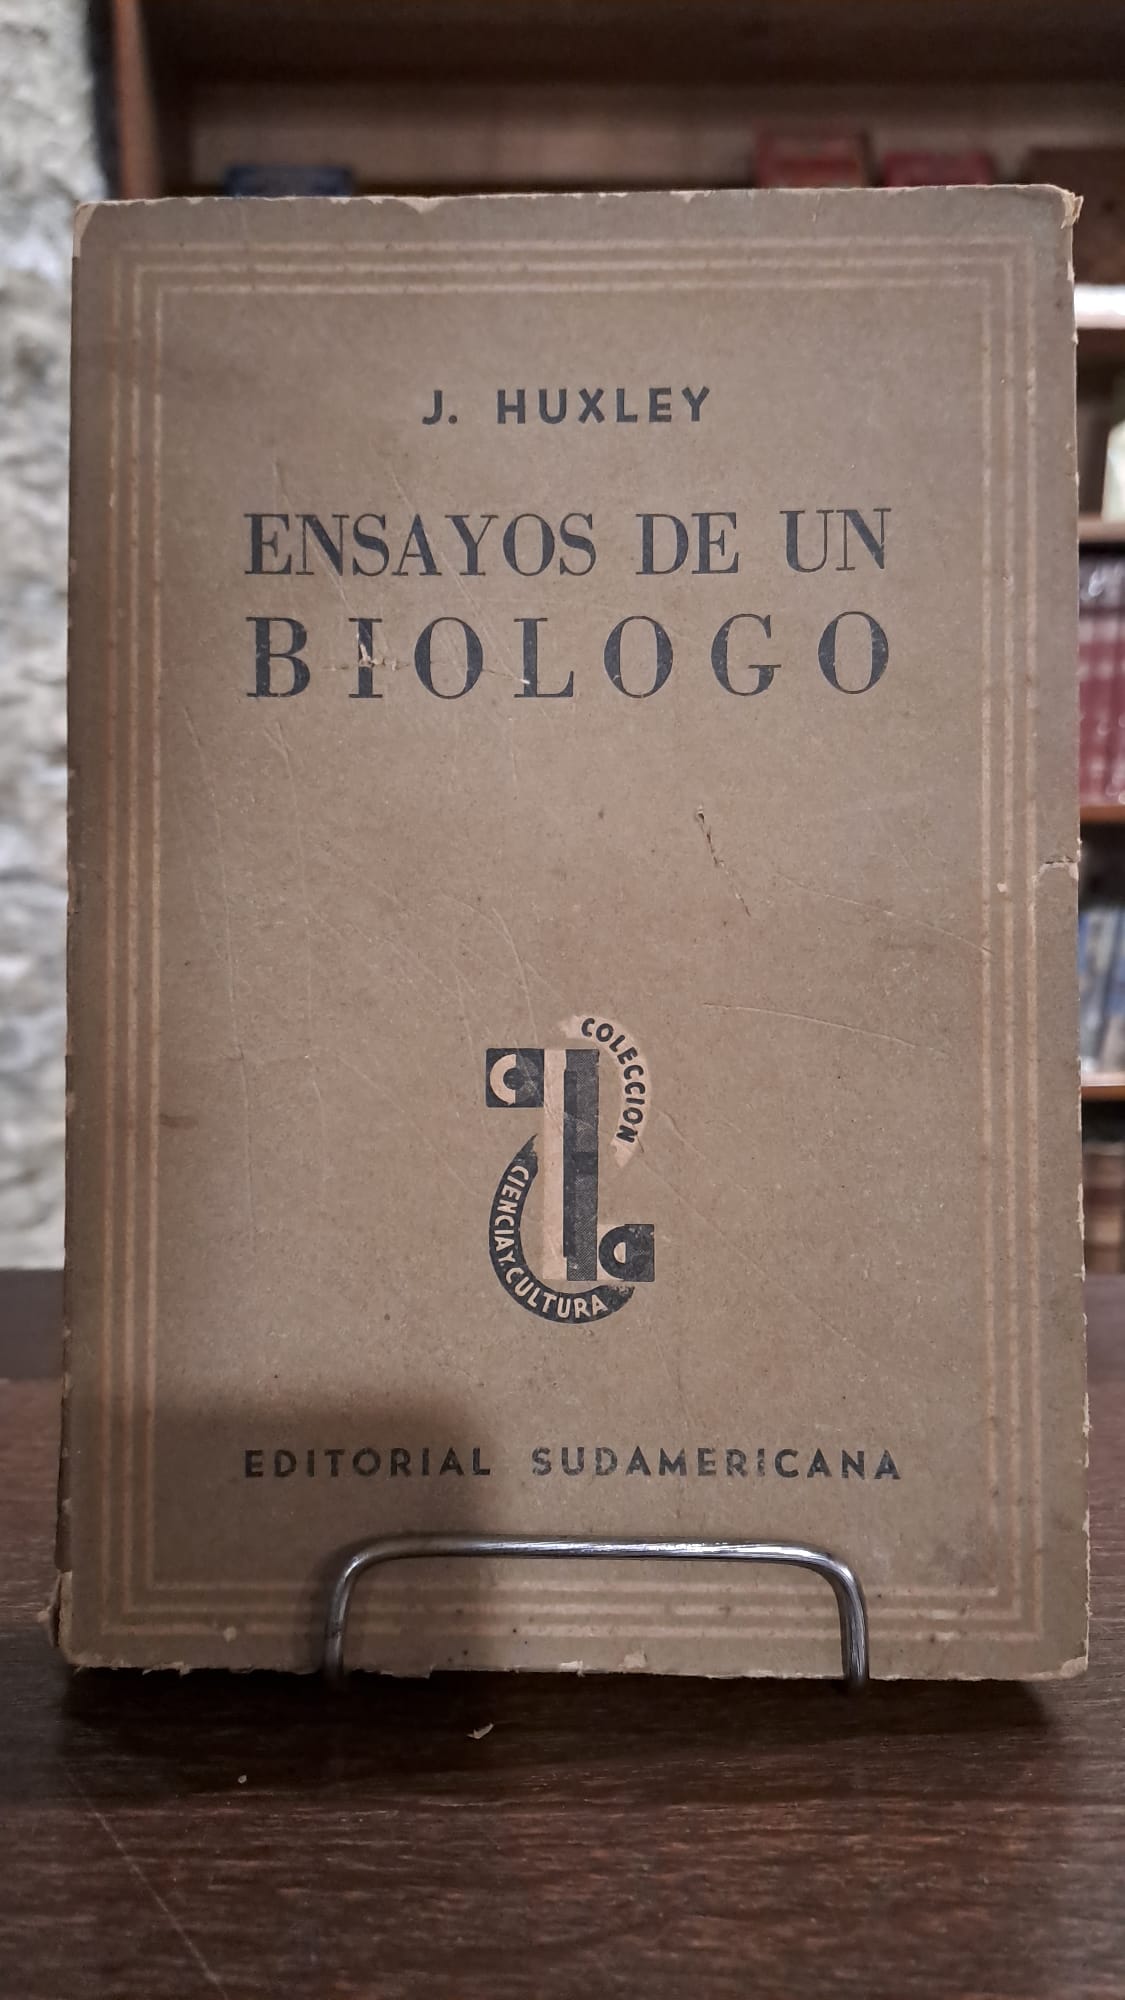 J. HUXLEY
ENSAYOS DE UN
BIOLOGO
COLECCION
CIENCIA Y CULTURA
EDITORIAL SUDAMERICANA